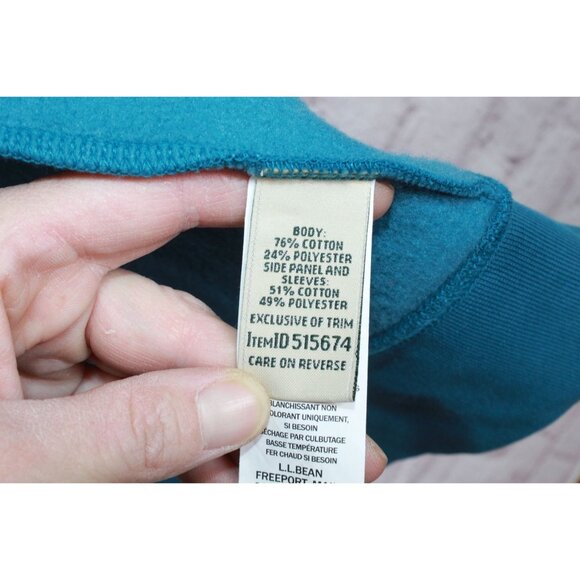 BODY:
76% COTTON
24% POLYESTER
SIDE PANEL AND
SLEEVES:
51% COTTON
49% POLYESTER
EXCLUSIVE OF TRIM
ITEMID 515674
CARE ON REVERSE
BLANCHISSANT NON
COLORANT UNIQUEMENT,
SI BESOIN
SÉCHAGE PAR CULBUTAGE
BASSE TEMPÉRATURE
FER CHAUD SI BESOIN
L.L.BEAN
FREEPORT,